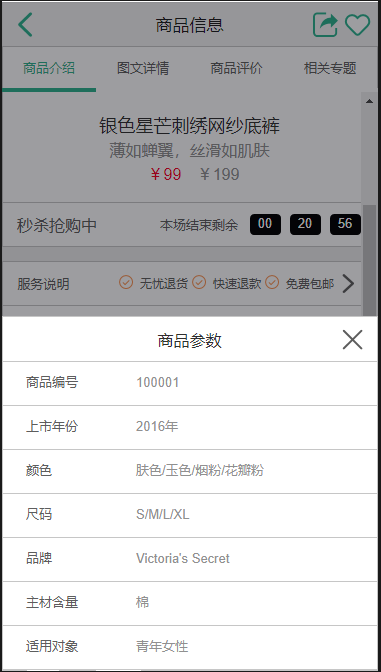 商品信息
商品介绍 图文详情 商品评价 相关专题
银色星芒刺绣网纱底裤
薄如蝉翼，丝滑如肌肤
￥99 ￥199
秒杀抢购中 本场结束剩余 00 20 56
服务说明 无忧退货 快速退款 免费包邮
商品参数
商品编号 100001
上市年份 2016年
颜色 肤色/玉色/烟粉/花瓣粉
尺码 S/M/L/XL
品牌 Victoria's Secret
主材含量 棉
适用对象 青年女性